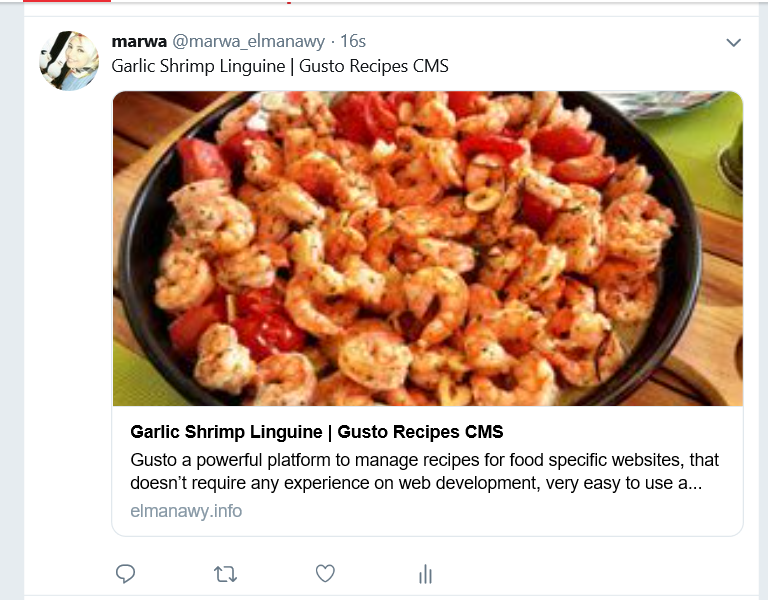 marwa @marwa_elmanawy · 16s
Garlic Shrimp Linguine | Gusto Recipes CMS
Garlic Shrimp Linguine | Gusto Recipes CMS
Gusto a powerful platform to manage recipes for food specific websites, that
doesn’t require any experience on web development, very easy to use a...
elmanawy.info